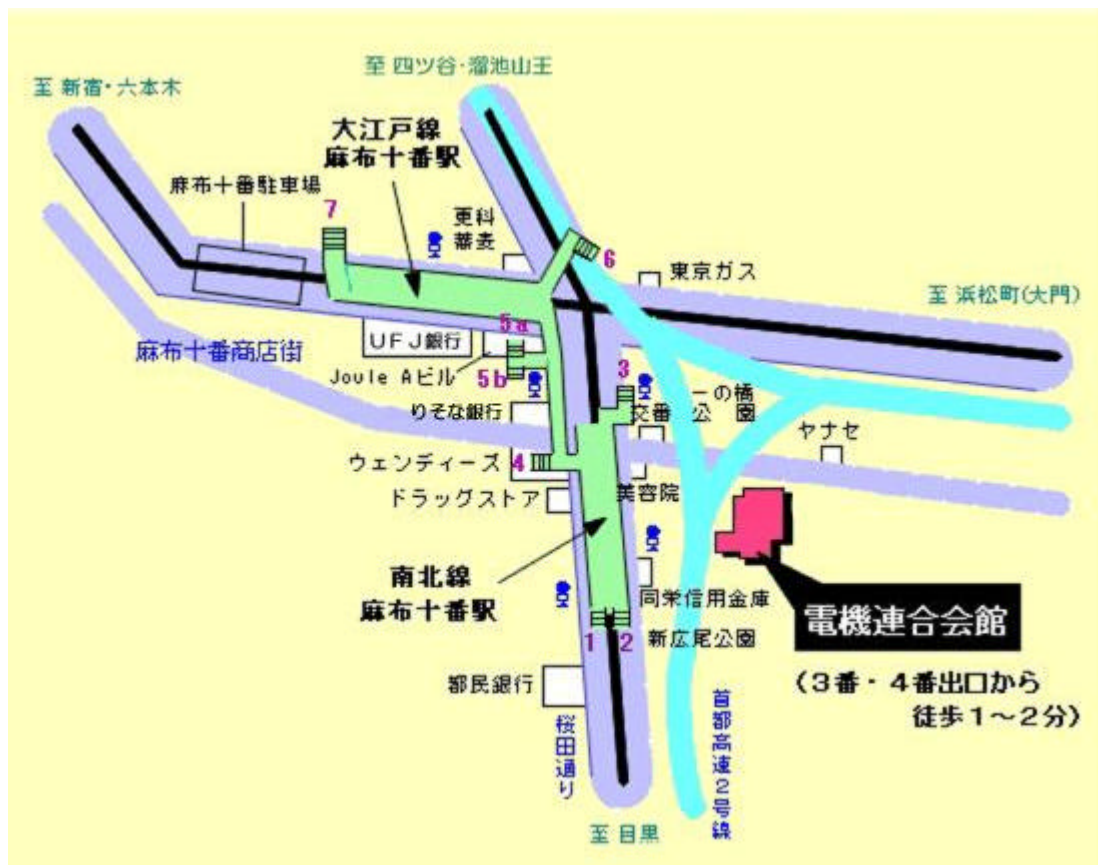 至 四ツ谷・溜池山王
至 新宿・六本木
大江戸線
麻布十番駅
麻布十番駐車場
7
更科
蕎麦
6
東京ガス
至 浜松町(大門)
5a
UFJ銀行
麻布十番商店街
Joule Aビル
5b
3
一の橋
りそな銀行
交番
公園
ヤナセ
ウェンディーズ
4
ドラッグストア
美容院
南北線
麻布十番駅
同栄信用金庫
電機連合会館
1
2
新広尾公園
都民銀行
(3番・4番出口から
徒歩1~2分)
桜田通り
首都高速2号線
至 目黒